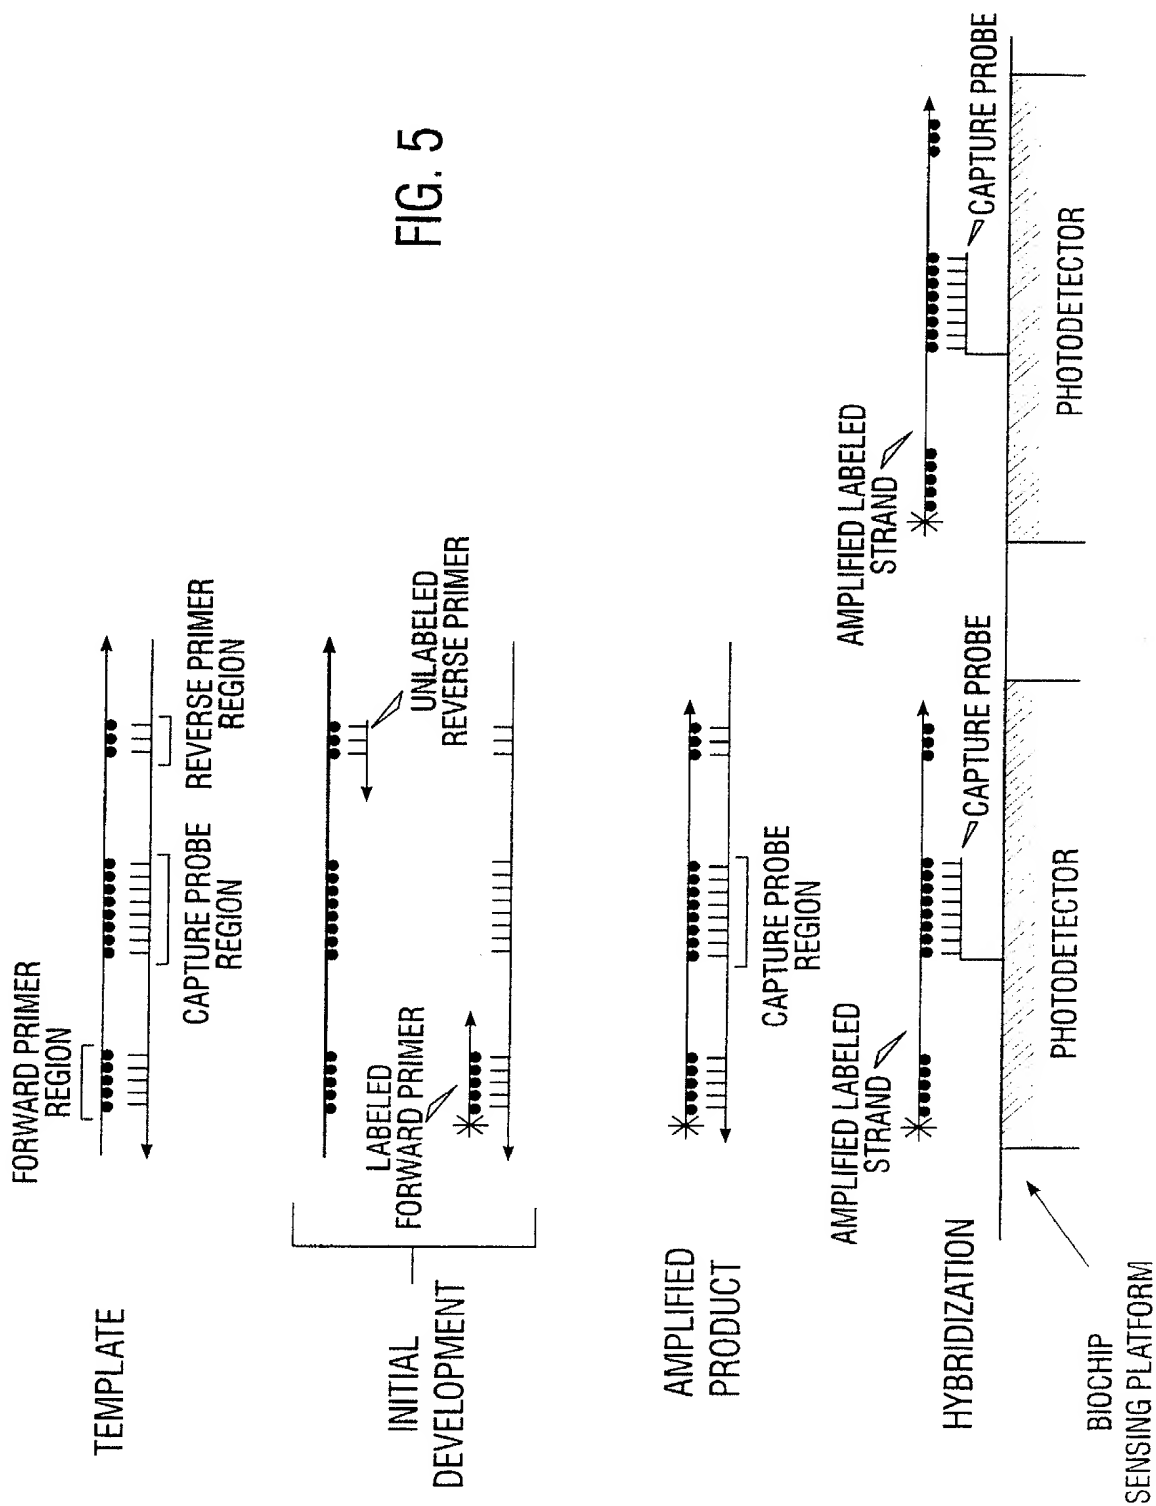 FIG. 5
TEMPLATE
FORWARD PRIMER
REGION
CAPTURE PROBE
REGION
REVERSE PRIMER
REGION
INITIAL
DEVELOPMENT
LABELED
FORWARD PRIMER
UNLABELED
REVERSE PRIMER
AMPLIFIED
PRODUCT
CAPTURE PROBE
REGION
HYBRIDIZATION
AMPLIFIED LABELED
STRAND
CAPTURE PROBE
AMPLIFIED LABELED
STRAND
CAPTURE PROBE
PHOTODETECTOR
PHOTODETECTOR
BIOCHIP
SENSING PLATFORM